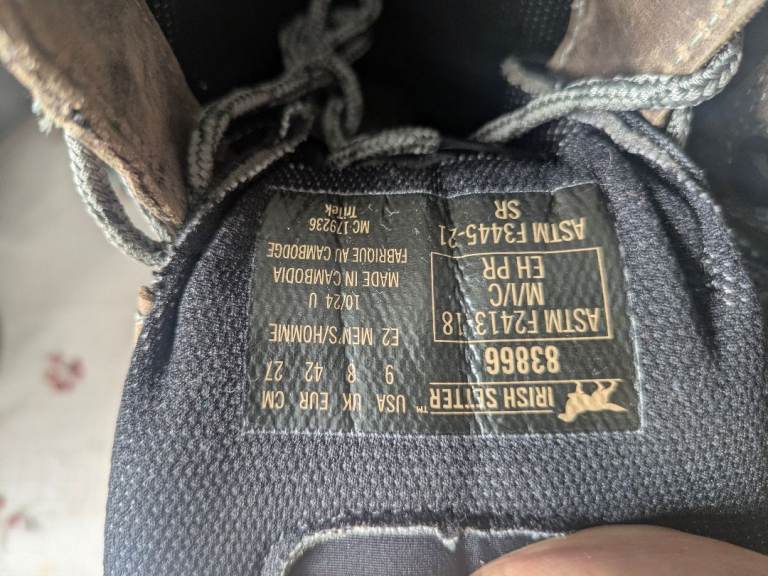 IRISH SETTER™
83866
ASTM F2413-18
M/I/C
EH PR
ASTM F3445-21
SR
USA UK EUR CM
9 8 42 27
E2 MEN'S/HOMME
10/24 U
MADE IN CAMBODIA
FABRIQUE AU CAMBODGE
TriTek
MC 179236